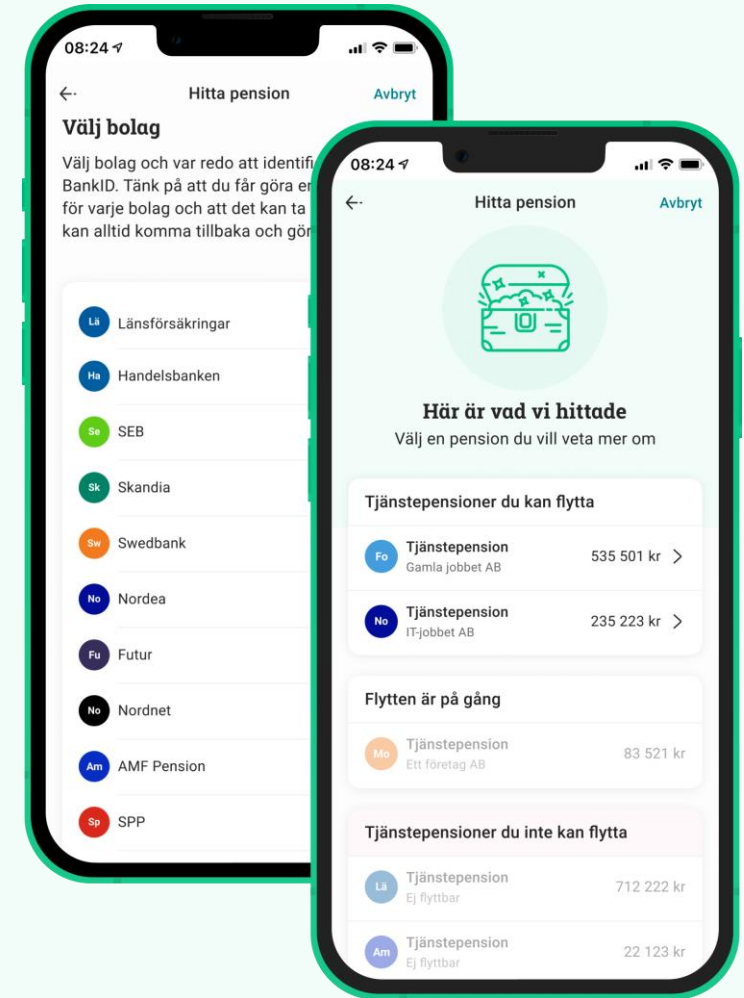 08:24
Hitta pension
Avbryt
Välj bolag
Välj bolag och var redo att
BankID. Tänk på att du får göra
för varje bolag och att det kan ta
kan alltid komma tillbaka och
Lä Länsförsäkringar
Ha Handelsbanken
Se SEB
Sk Skandia
Sw Swedbank
No Nordea
Fu Futur
No Nordnet
Am AMF Pension
Sp SPP
08:24
Hitta pension
Avbryt
Här är vad vi hittade
Välj en pension du vill veta mer om
Tjänstepensioner du kan flytta
Fo Tjänstepension 535 501 kr
Gamla jobbet AB
No Tjänstepension 235 223 kr
IT-jobbet AB
Flytten är på gång
Mo Tjänstepension 83 521 kr
Ett företag AB
Tjänstepensioner du inte kan flytta
Lä Tjänstepension 712 222 kr
Ej flyttbar
Am Tjänstepension 22 123 kr
Ej flyttbar